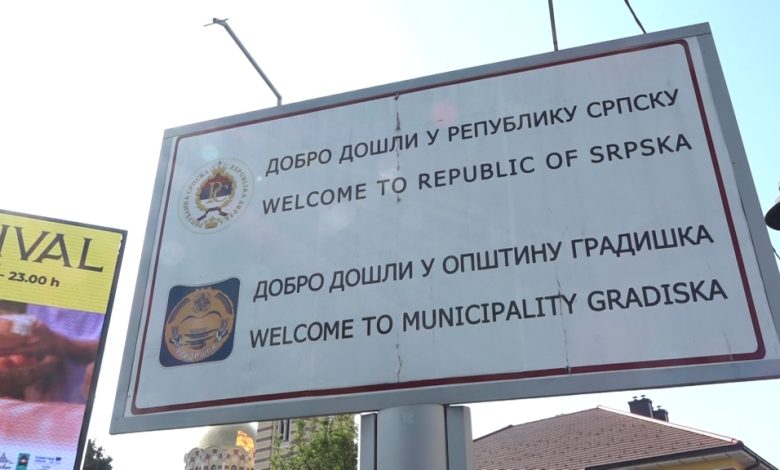 ДОБРО ДОШЛИ У РЕПУБЛИКУ СРПСКУ
WELCOME TO REPUBLIC OF SRPSKA
ДОБРО ДОШЛИ У ОПШТИНУ ГРАДИШКА
WELCOME TO MUNICIPALITY GRADISKA
IVAL
- 23.00 h